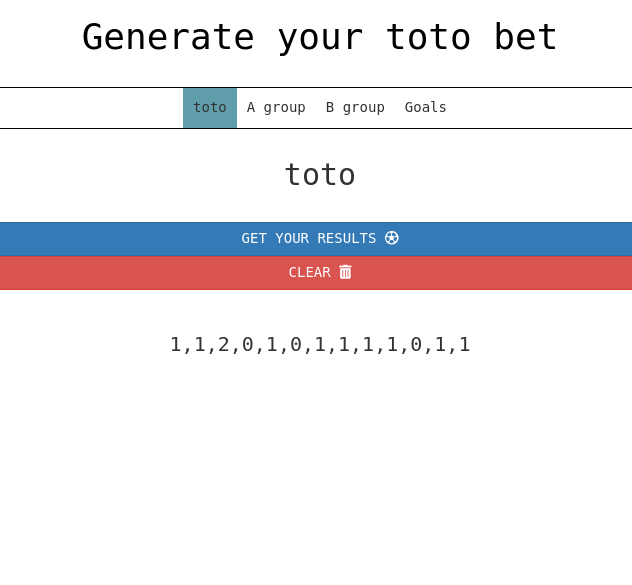 Generate your toto bet
toto A group B group Goals
toto
GET YOUR RESULTS
CLEAR
1,1,2,0,1,0,1,1,1,1,0,1,1